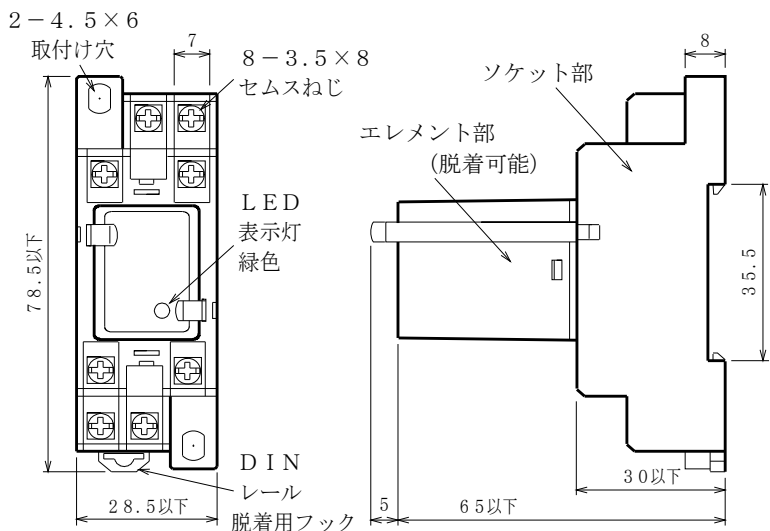 2－4.5×6
取付け穴
7
8－3.5×8
セムスねじ
8
ソケット部
エレメント部
(脱着可能)
LED
表示灯
緑色
78.5以下
35.5
DIN
レール
脱着用フック
28.5以下
5
65以下
30以下